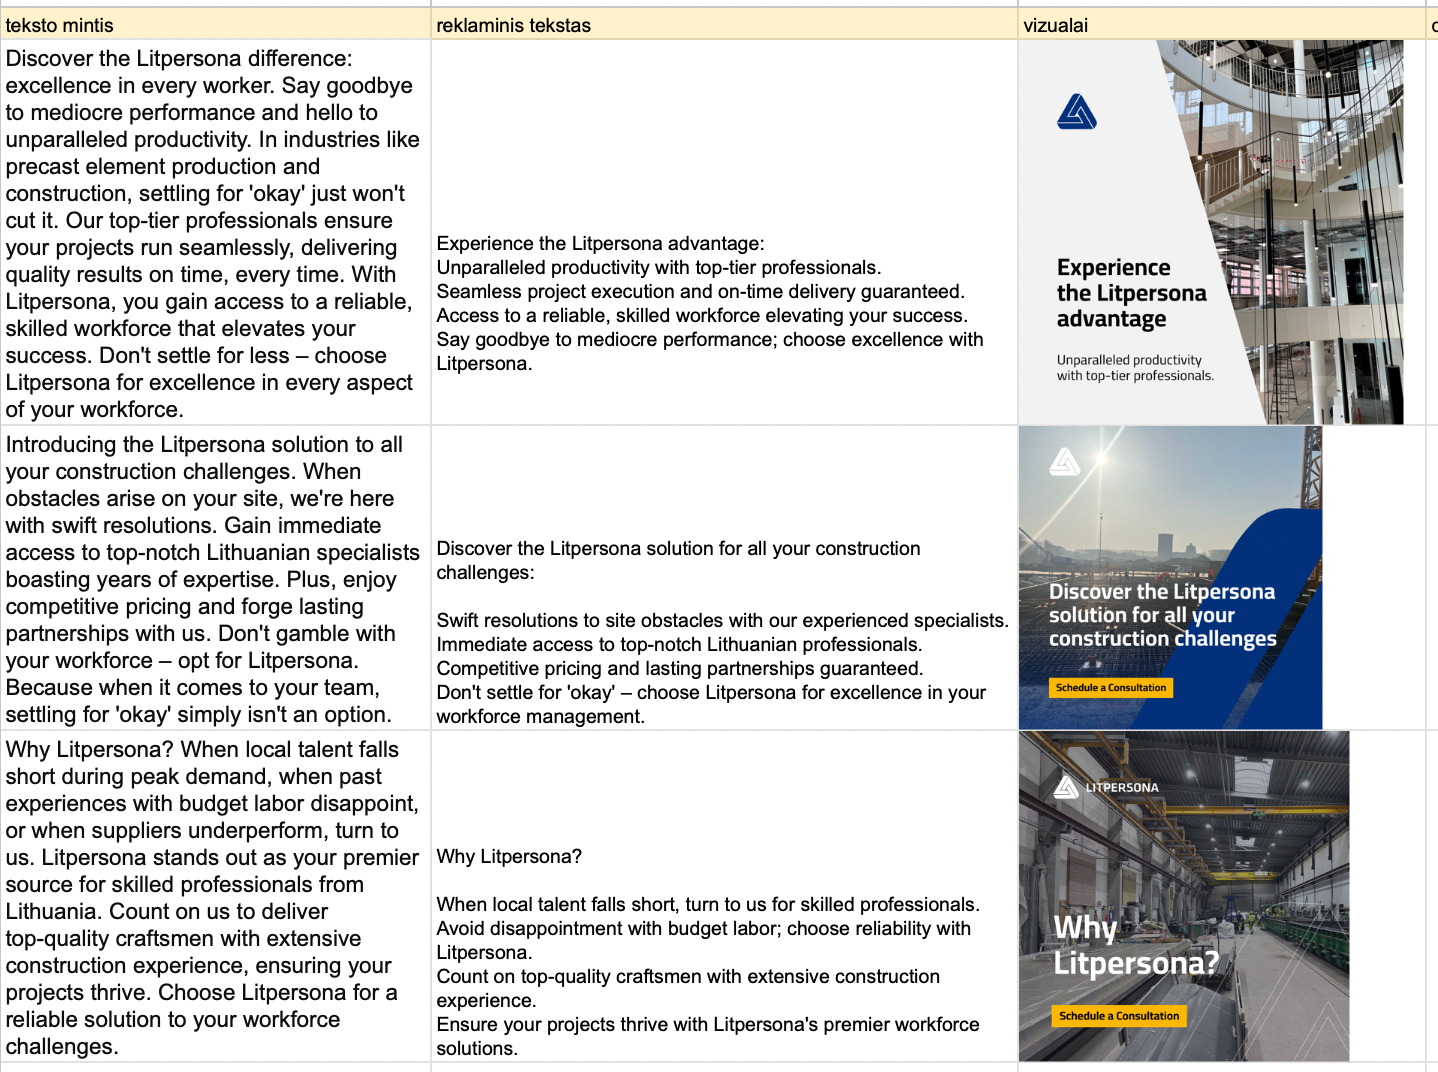 teksto mintis
reklaminis tekstas
vizualai
Discover the Litpersona difference:
excellence in every worker. Say goodbye
to mediocre performance and hello to
unparalleled productivity. In industries like
precast element production and
construction, settling for 'okay' just won't
cut it. Our top-tier professionals ensure
your projects run seamlessly, delivering
quality results on time, every time. With
Litpersona, you gain access to a reliable,
skilled workforce that elevates your
success. Don't settle for less – choose
Litpersona for excellence in every aspect
of your workforce.
Experience the Litpersona advantage:
Unparalleled productivity with top-tier professionals.
Seamless project execution and on-time delivery guaranteed.
Access to a reliable, skilled workforce elevating your success.
Say goodbye to mediocre performance; choose excellence with
Litpersona.
Experience
the Litpersona
advantage
Unparalleled productivity
with top-tier professionals.
Introducing the Litpersona solution to all
your construction challenges. When
obstacles arise on your site, we're here
with swift resolutions. Gain immediate
access to top-notch Lithuanian specialists
boasting years of expertise. Plus, enjoy
competitive pricing and forge lasting
partnerships with us. Don't gamble with
your workforce – opt for Litpersona.
Because when it comes to your team,
settling for 'okay' simply isn't an option.
Discover the Litpersona solution for all your construction
challenges:
Swift resolutions to site obstacles with our experienced specialists.
Immediate access to top-notch Lithuanian professionals.
Competitive pricing and lasting partnerships guaranteed.
Don't settle for 'okay' – choose Litpersona for excellence in your
workforce management.
Discover the Litpersona
solution for all your
construction challenges
Schedule a Consultation
Why Litpersona? When local talent falls
short during peak demand, when past
experiences with budget labor disappoint,
or when suppliers underperform, turn to
us. Litpersona stands out as your premier
source for skilled professionals from
Lithuania. Count on us to deliver
top-quality craftsmen with extensive
construction experience, ensuring your
projects thrive. Choose Litpersona for a
reliable solution to your workforce
challenges.
Why Litpersona?
When local talent falls short, turn to us for skilled professionals.
Avoid disappointment with budget labor; choose reliability with
Litpersona.
Count on top-quality craftsmen with extensive construction
experience.
Ensure your projects thrive with Litpersona's premier workforce
solutions.
LITPERSONA
Why
Litpersona?
Schedule a Consultation